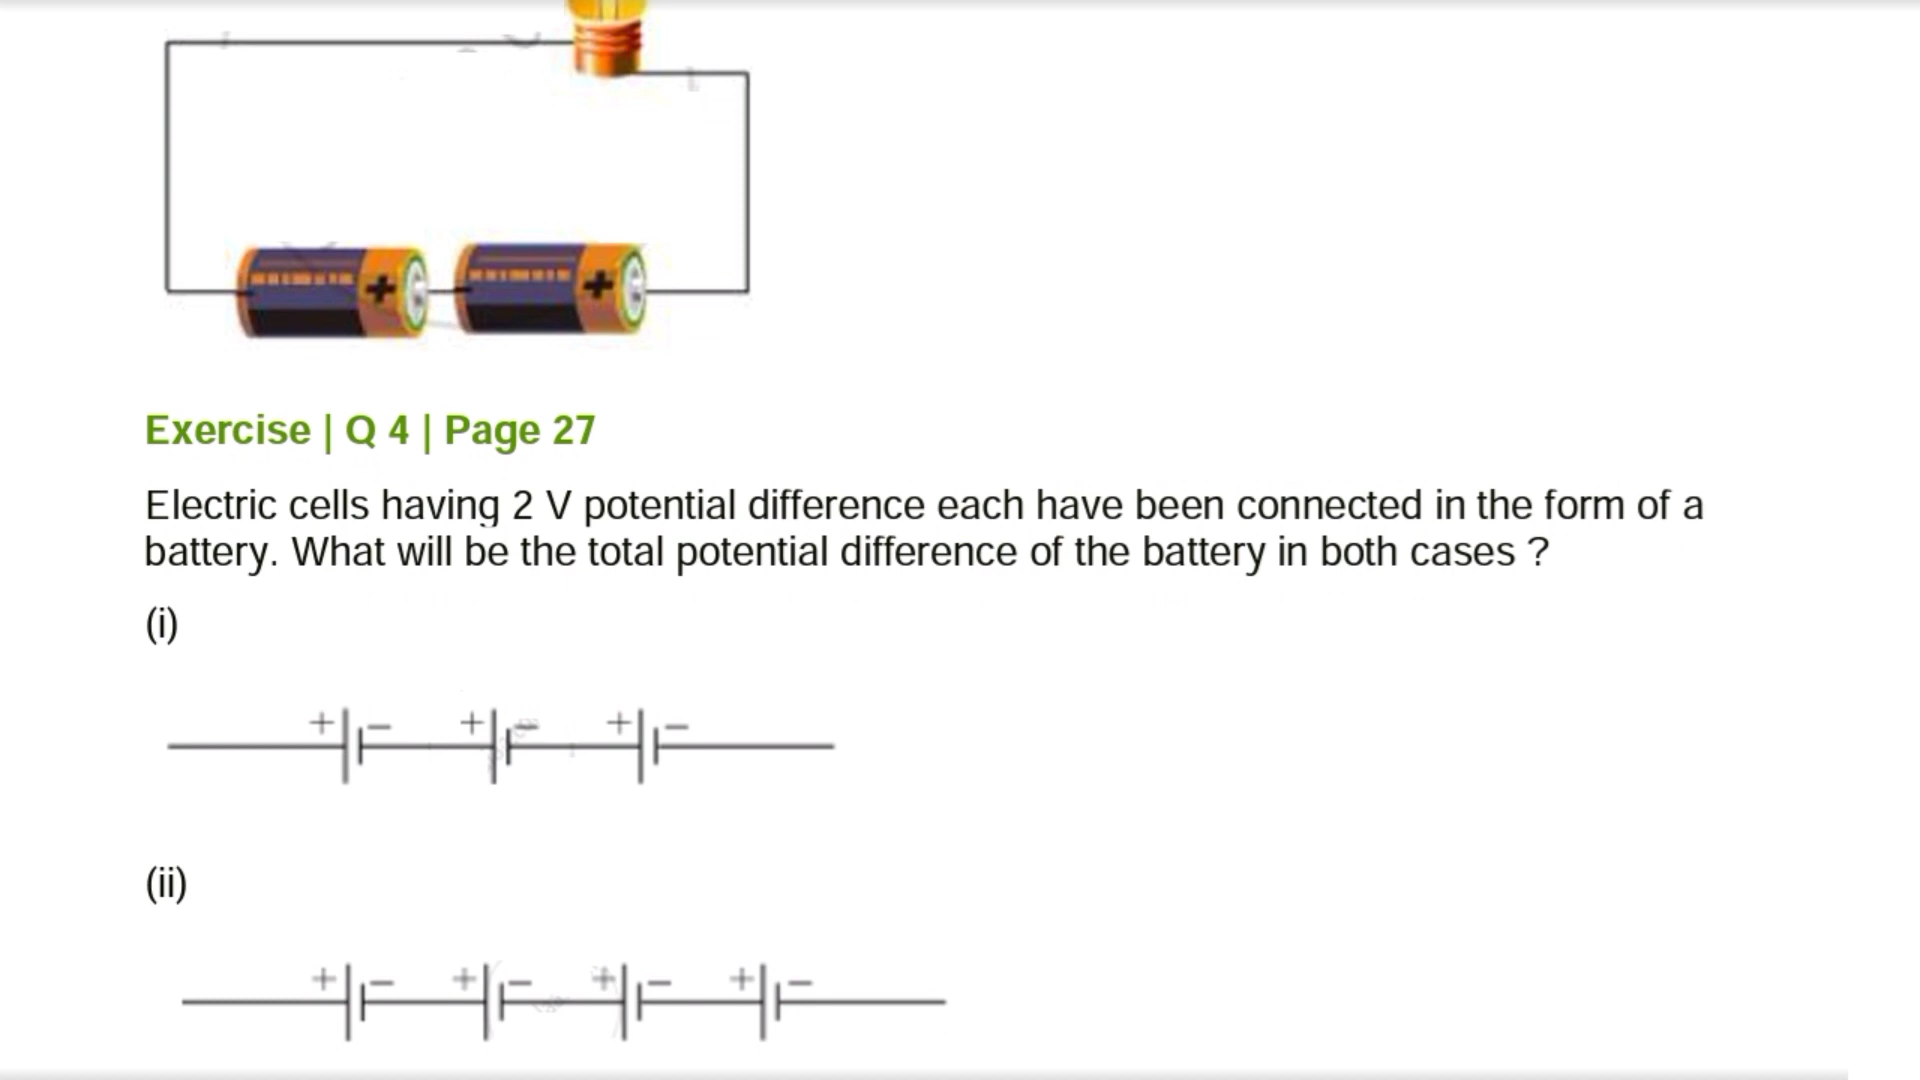 + +
Exercise | Q 4 | Page 27
Electric cells having 2 V potential difference each have been connected in the form of a
battery. What will be the total potential difference of the battery in both cases ?
(i)
+ − + − + −
(ii)
+ − + − + − + −